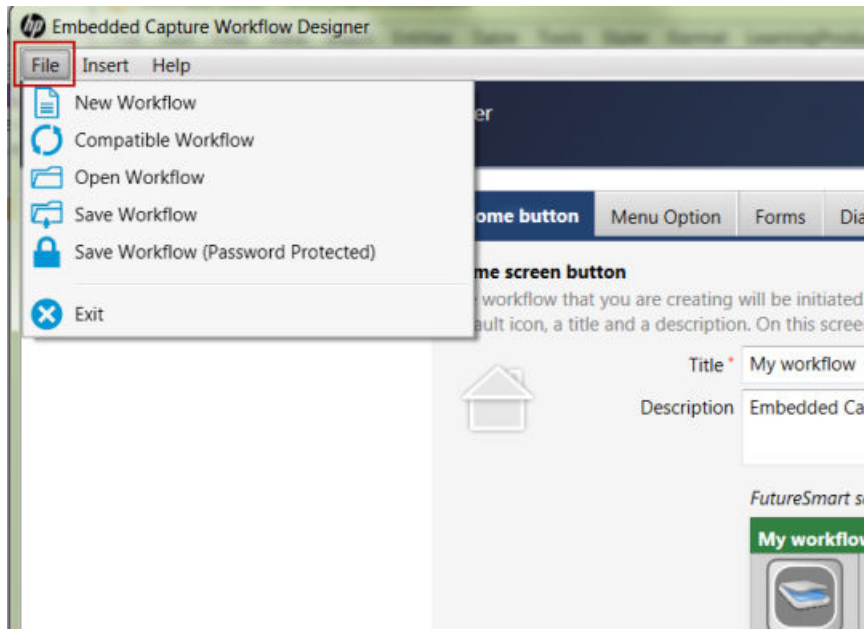 hp Embedded Capture Workflow Designer
File Insert Help
New Workflow
Compatible Workflow
Open Workflow
Save Workflow
Save Workflow (Password Protected)
Exit
er
ome button Menu Option Forms Dia
me screen button
workflow that you are creating will be initiated
ault icon, a title and a description. On this scree
Title * My workflow
Description Embedded Ca
FutureSmart s
My workflow